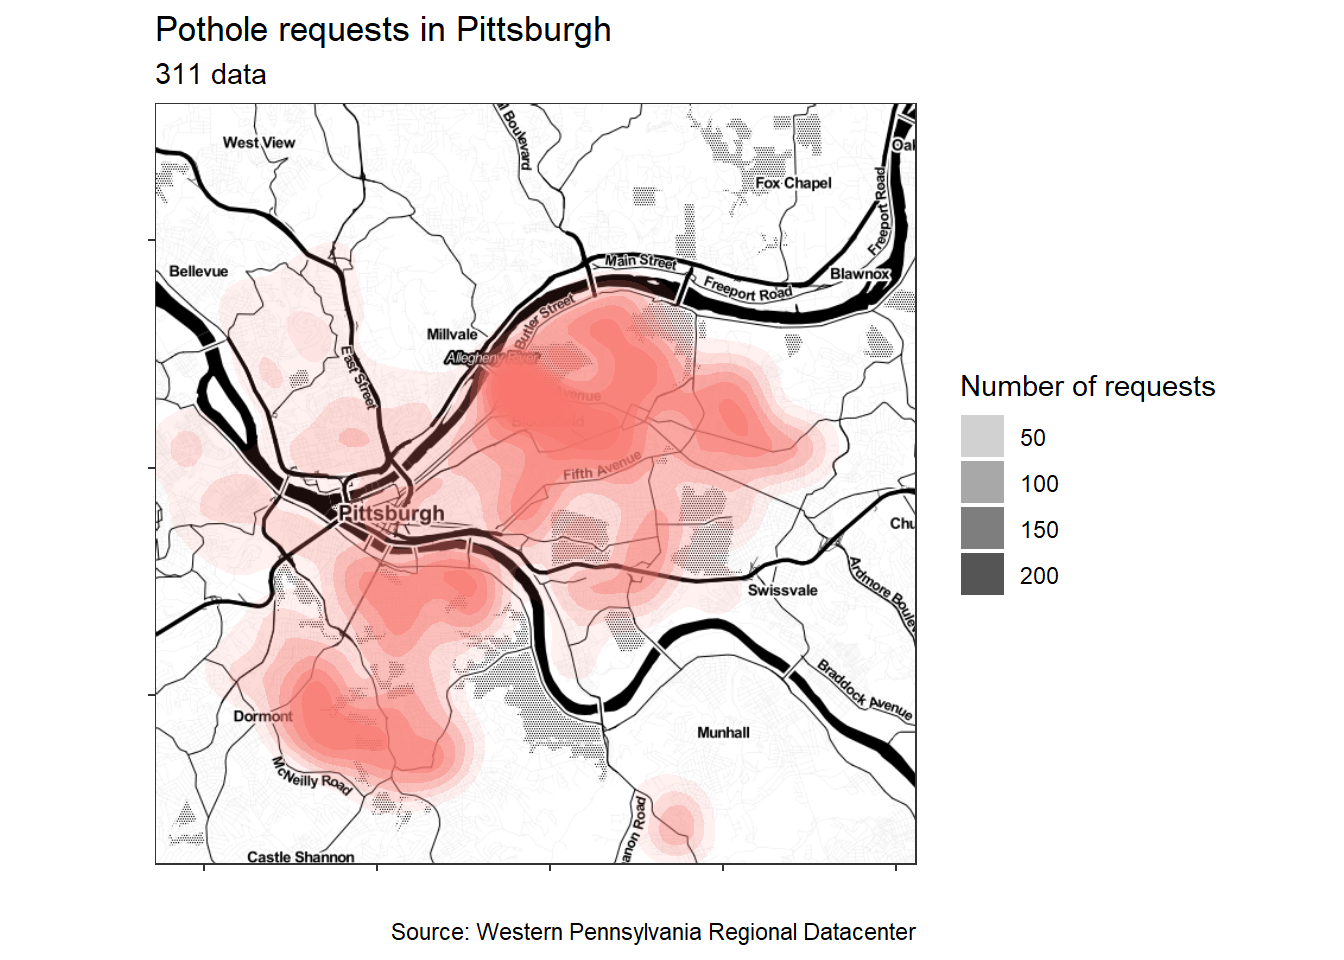 Pothole requests in Pittsburgh
311 data
West View
Boulevard
Oak
Fox Chapel
Freeport Road
Bellevue
Main Street
Blawnox
Freeport Road
Butler Street
Millvale
Allegheny River
East Street
Fifth Avenue
Pittsburgh
Chu
Swissvale
Ardmore Boulev
Braddock Avenue
Dormont
Munhall
McNeilly Road
anon Road
Castle Shannon
Number of requests
50
100
150
200
Source: Western Pennsylvania Regional Datacenter